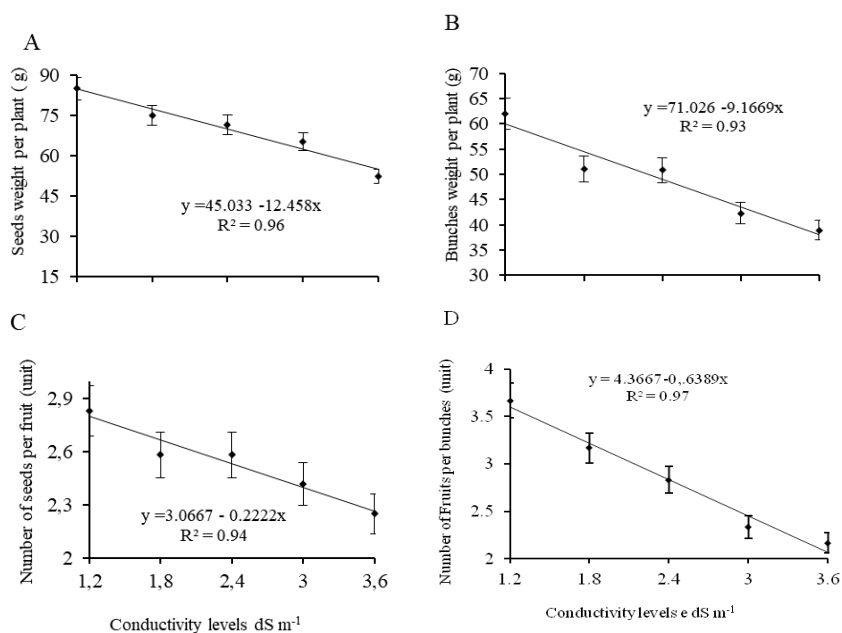 A
Seeds weight per plant ( g)
90
75
60
45
30
15
y =45.033 -12.458x
R² = 0.96
B
Bunches weight per plant (g)
70
65
60
55
50
45
40
35
30
y =71.026 -9.1669x
R² = 0.93
C
Number of seeds per fruit (unit)
2,9
2,6
2,3
2
y =3.0667 - 0.2222x
R² = 0.94
1,2 1,8 2,4 3 3,6
Conductivity levels dS m⁻¹
D
Number of Fruits per bunches (unit)
4
3.5
3
2.5
2
y = 4.3667-0,.6389x
R² = 0.97
1.2 1.8 2.4 3 3.6
Conductivity levels e dS m⁻¹